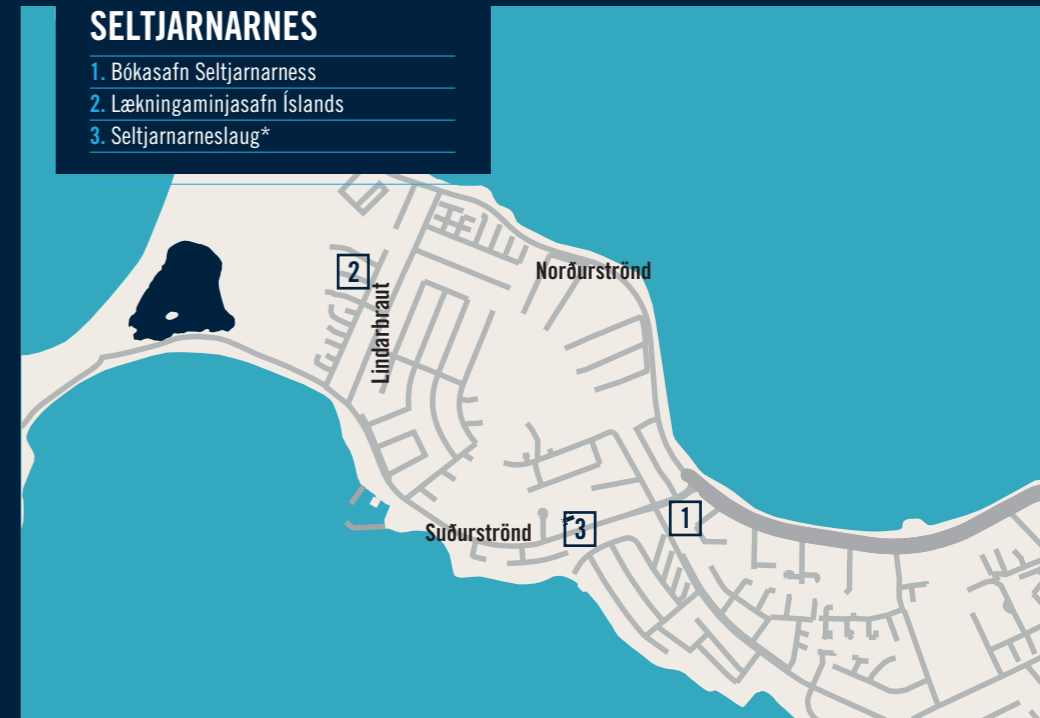 SELTJARNARNES
1. Bókasafn Seltjarnarness
2. Lækningaminjasafn Íslands
3. Seltjarnarneslaug*
2
Norðurströnd
Lindarbraut
1
3
Suðurströnd